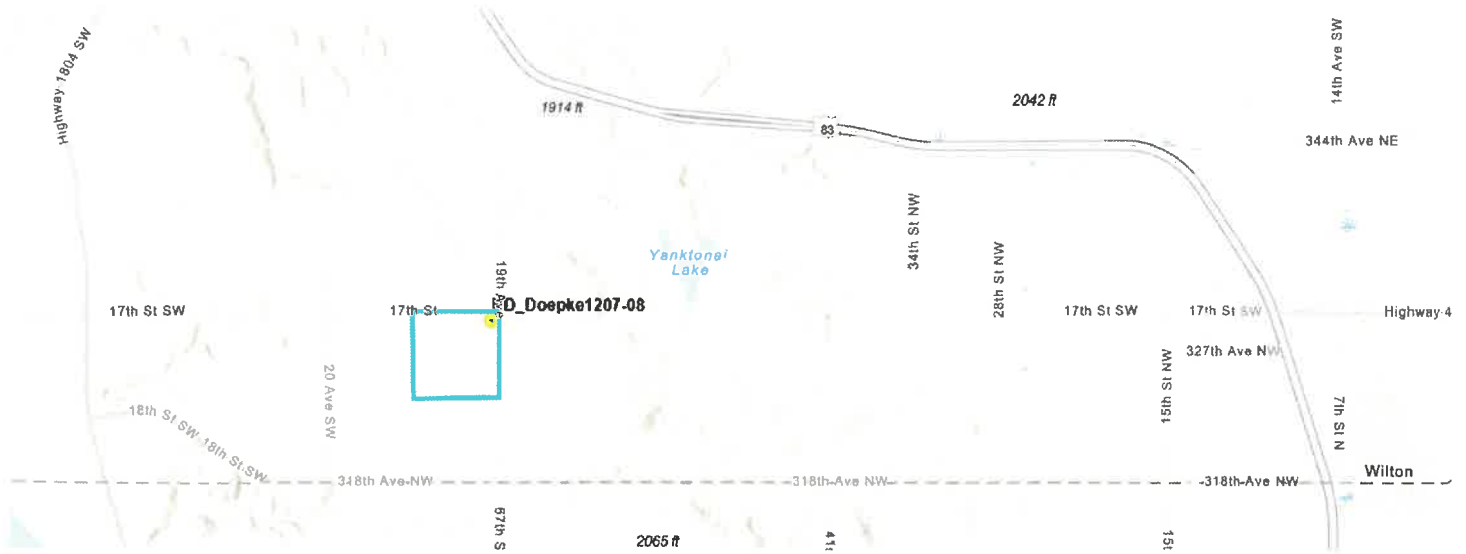 Highway 1804 SW
1914 ft
83
2042 ft
14th Ave SW
344th Ave NE
34th St NW
28th St NW
Yanktonai
Lake
19th Ave
17th St SW
17th St
D_Doepke1207-08
17th St SW
17th St SW
Highway 4
327th Ave NW
15th St NW
20 Ave SW
18th St SW
18th St SW
7th St N
318th Ave NW
318th Ave NW
318th Ave NW
Wilton
67th S
2065 ft
41
15t